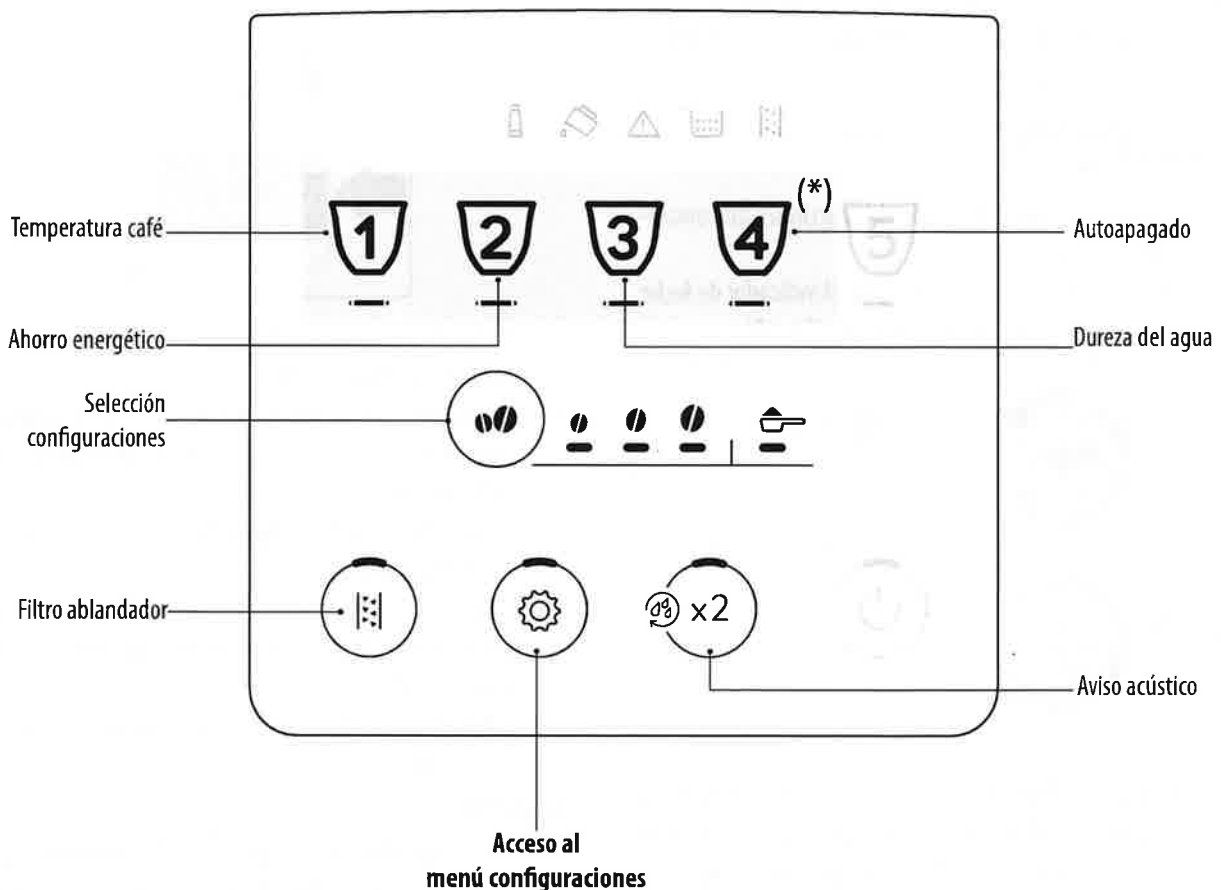 (*)
Temperatura café
1
2
3
4
5
Autoapagado
Ahorro energético
Dureza del agua
Selección
configuraciones
Filtro ablandador
x2
Aviso acústico
Acceso al
menú configuraciones